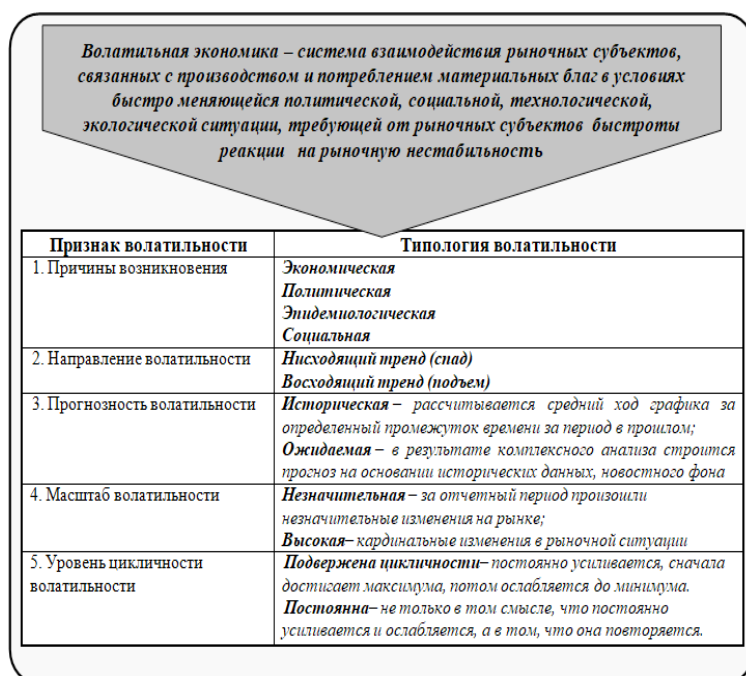 Волатильная экономика – система взаимодействия рыночных субъектов,
связанных с производством и потреблением материальных благ в условиях
быстро меняющейся политической, социальной, технологической,
экологической ситуации, требующей от рыночных субъектов быстроты
реакции на рыночную нестабильность
Признак волатильности
Типология волатильности
1. Причины возникновения
Экономическая
Политическая
Эпидемиологическая
Социальная
2. Направление волатильности
Нисходящий тренд (спад)
Восходящий тренд (подъем)
3. Прогнозность волатильности
Историческая – рассчитывается средний ход графика за
определенный промежуток времени за период в прошлом;
Ожидаемая – в результате комплексного анализа строится
прогноз на основании исторических данных, новостного фона
4. Масштаб волатильности
Незначительная – за отчетный период произошли
незначительные изменения на рынке;
Высокая– кардинальные изменения в рыночной ситуации
5. Уровень цикличности
волатильности
Подвержена цикличности– постоянно усиливается, сначала
достигает максимума, потом ослабляется до минимума.
Постоянна– не только в том смысле, что постоянно
усиливается и ослабляется, а в том, что она повторяется.